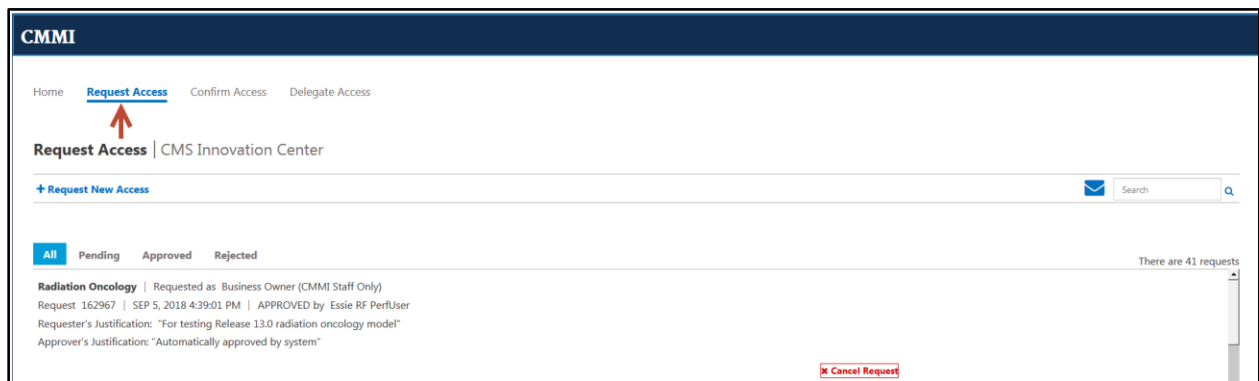 CMMI
Home Request Access Confirm Access Delegate Access
Request Access | CMS Innovation Center
+ Request New Access Search
All Pending Approved Rejected
There are 41 requests
Radiation Oncology | Requested as Business Owner (CMMI Staff Only)
Request 162967 | SEP 5, 2018 4:39:01 PM | APPROVED by Essie RF PerfUser
Requester's Justification: "For testing Release 13.0 radiation oncology model"
Approver's Justification: "Automatically approved by system"
✖ Cancel Request